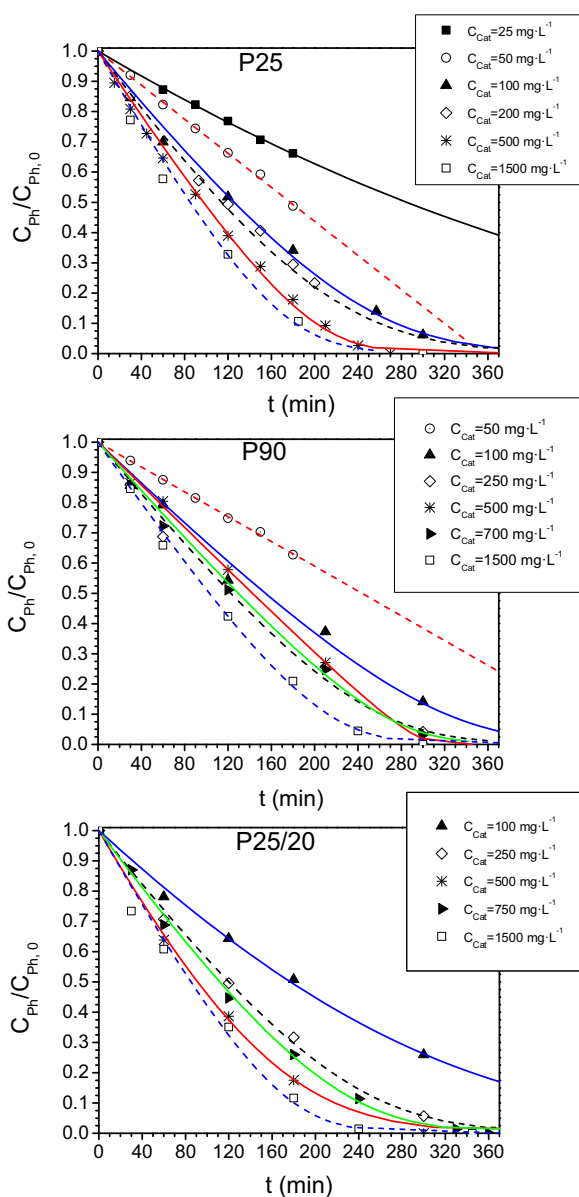 P25
C_Cat=25 mg·L⁻¹
C_Cat=50 mg·L⁻¹
C_Cat=100 mg·L⁻¹
C_Cat=200 mg·L⁻¹
C_Cat=500 mg·L⁻¹
C_Cat=1500 mg·L⁻¹
C_Ph/C_Ph, 0
1.0
0.9
0.8
0.7
0.6
0.5
0.4
0.3
0.2
0.1
0.0
0 40 80 120 160 200 240 280 320 360
t (min)
P90
C_Cat=50 mg·L⁻¹
C_Cat=100 mg·L⁻¹
C_Cat=250 mg·L⁻¹
C_Cat=500 mg·L⁻¹
C_Cat=700 mg·L⁻¹
C_Cat=1500 mg·L⁻¹
C_Ph/C_Ph, 0
1.0
0.9
0.8
0.7
0.6
0.5
0.4
0.3
0.2
0.1
0.0
0 40 80 120 160 200 240 280 320 360
t (min)
P25/20
C_Cat=100 mg·L⁻¹
C_Cat=250 mg·L⁻¹
C_Cat=500 mg·L⁻¹
C_Cat=750 mg·L⁻¹
C_Cat=1500 mg·L⁻¹
C_Ph/C_Ph, 0
1.0
0.9
0.8
0.7
0.6
0.5
0.4
0.3
0.2
0.1
0.0
0 40 80 120 160 200 240 280 320 360
t (min)